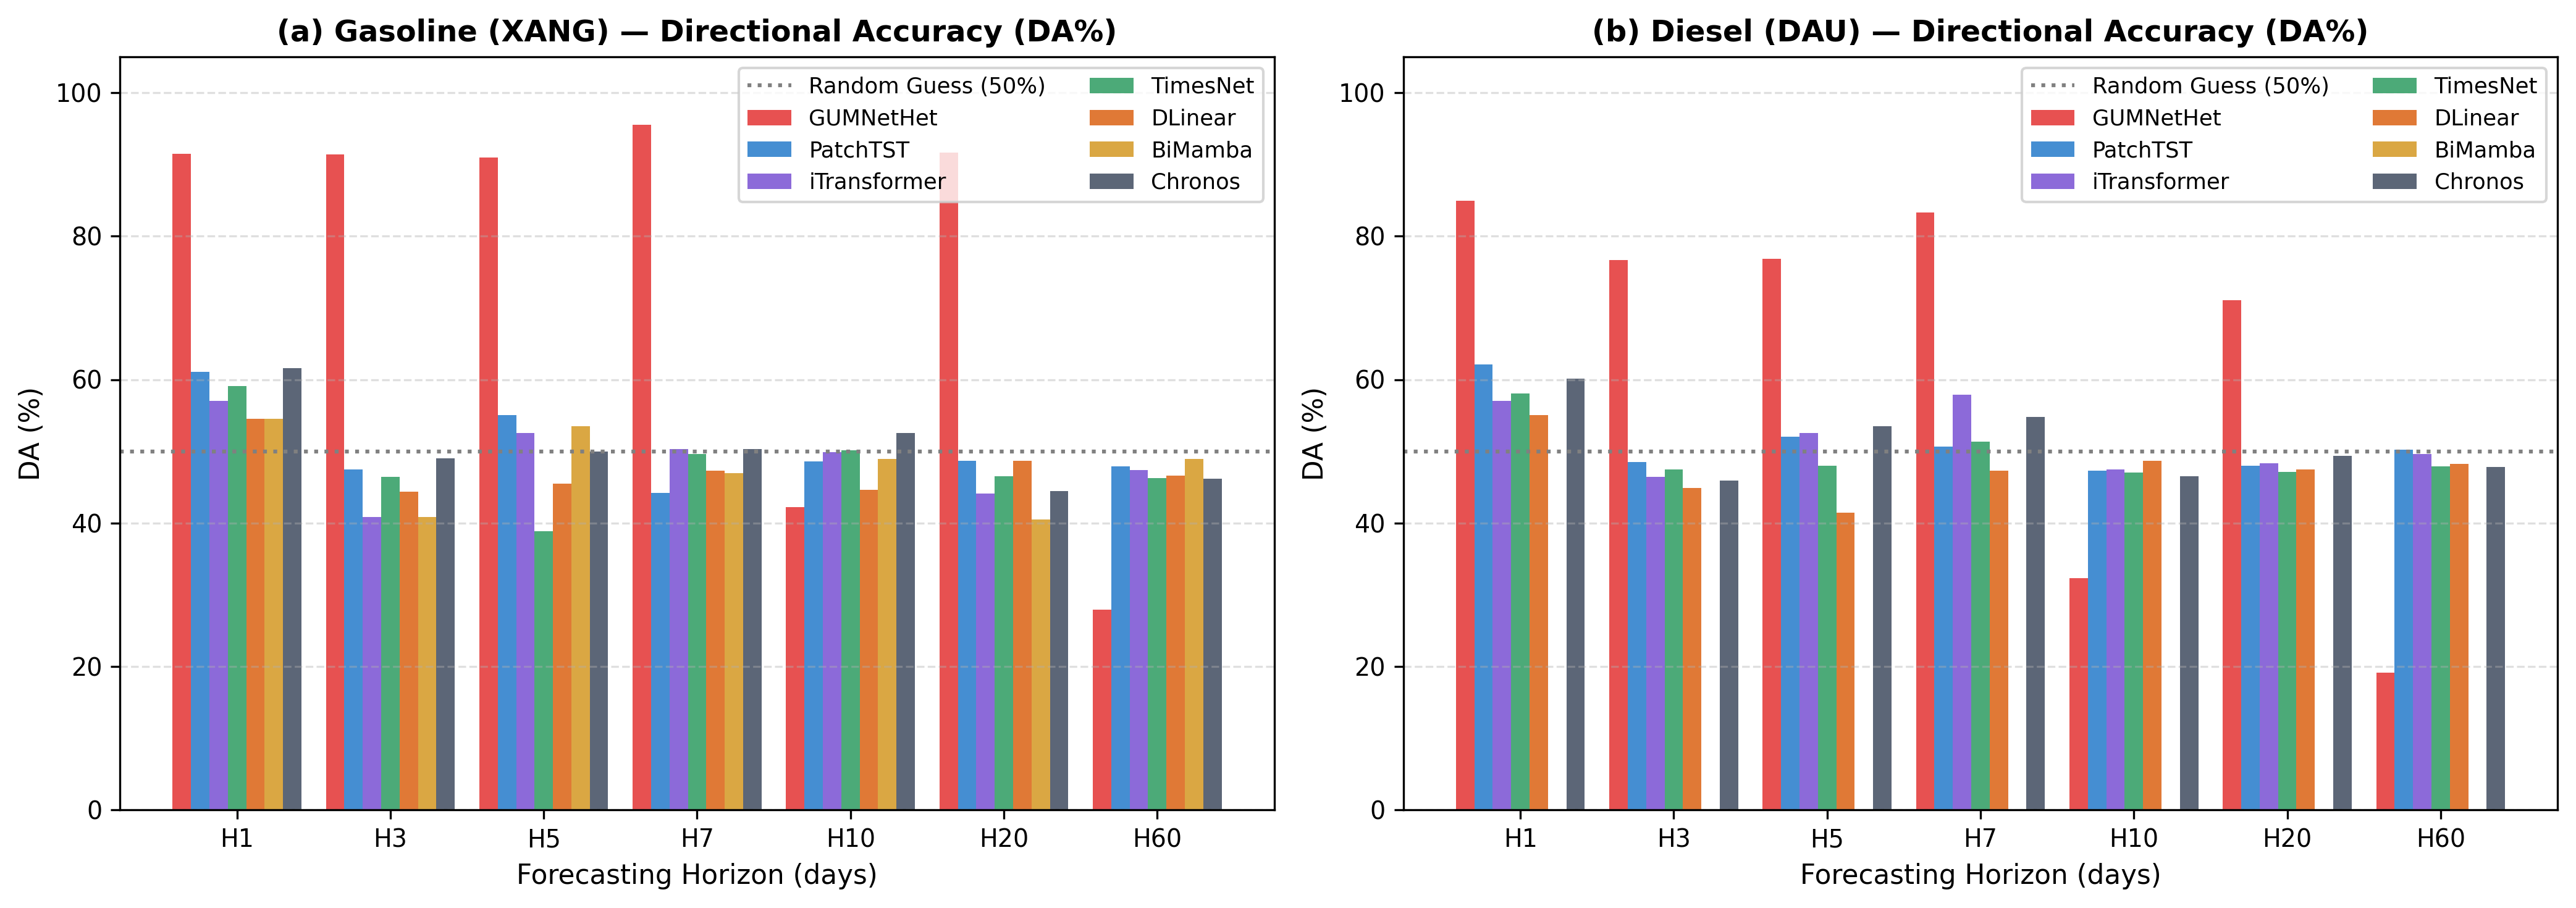 (a) Gasoline (XANG) — Directional Accuracy (DA%)
DA (%)
100
80
60
40
20
0
Random Guess (50%)
GUMNetHet
PatchTST
iTransformer
TimesNet
DLinear
BiMamba
Chronos
H1 H3 H5 H7 H10 H20 H60
Forecasting Horizon (days)
(b) Diesel (DAU) — Directional Accuracy (DA%)
DA (%)
100
80
60
40
20
0
Random Guess (50%)
GUMNetHet
PatchTST
iTransformer
TimesNet
DLinear
BiMamba
Chronos
H1 H3 H5 H7 H10 H20 H60
Forecasting Horizon (days)